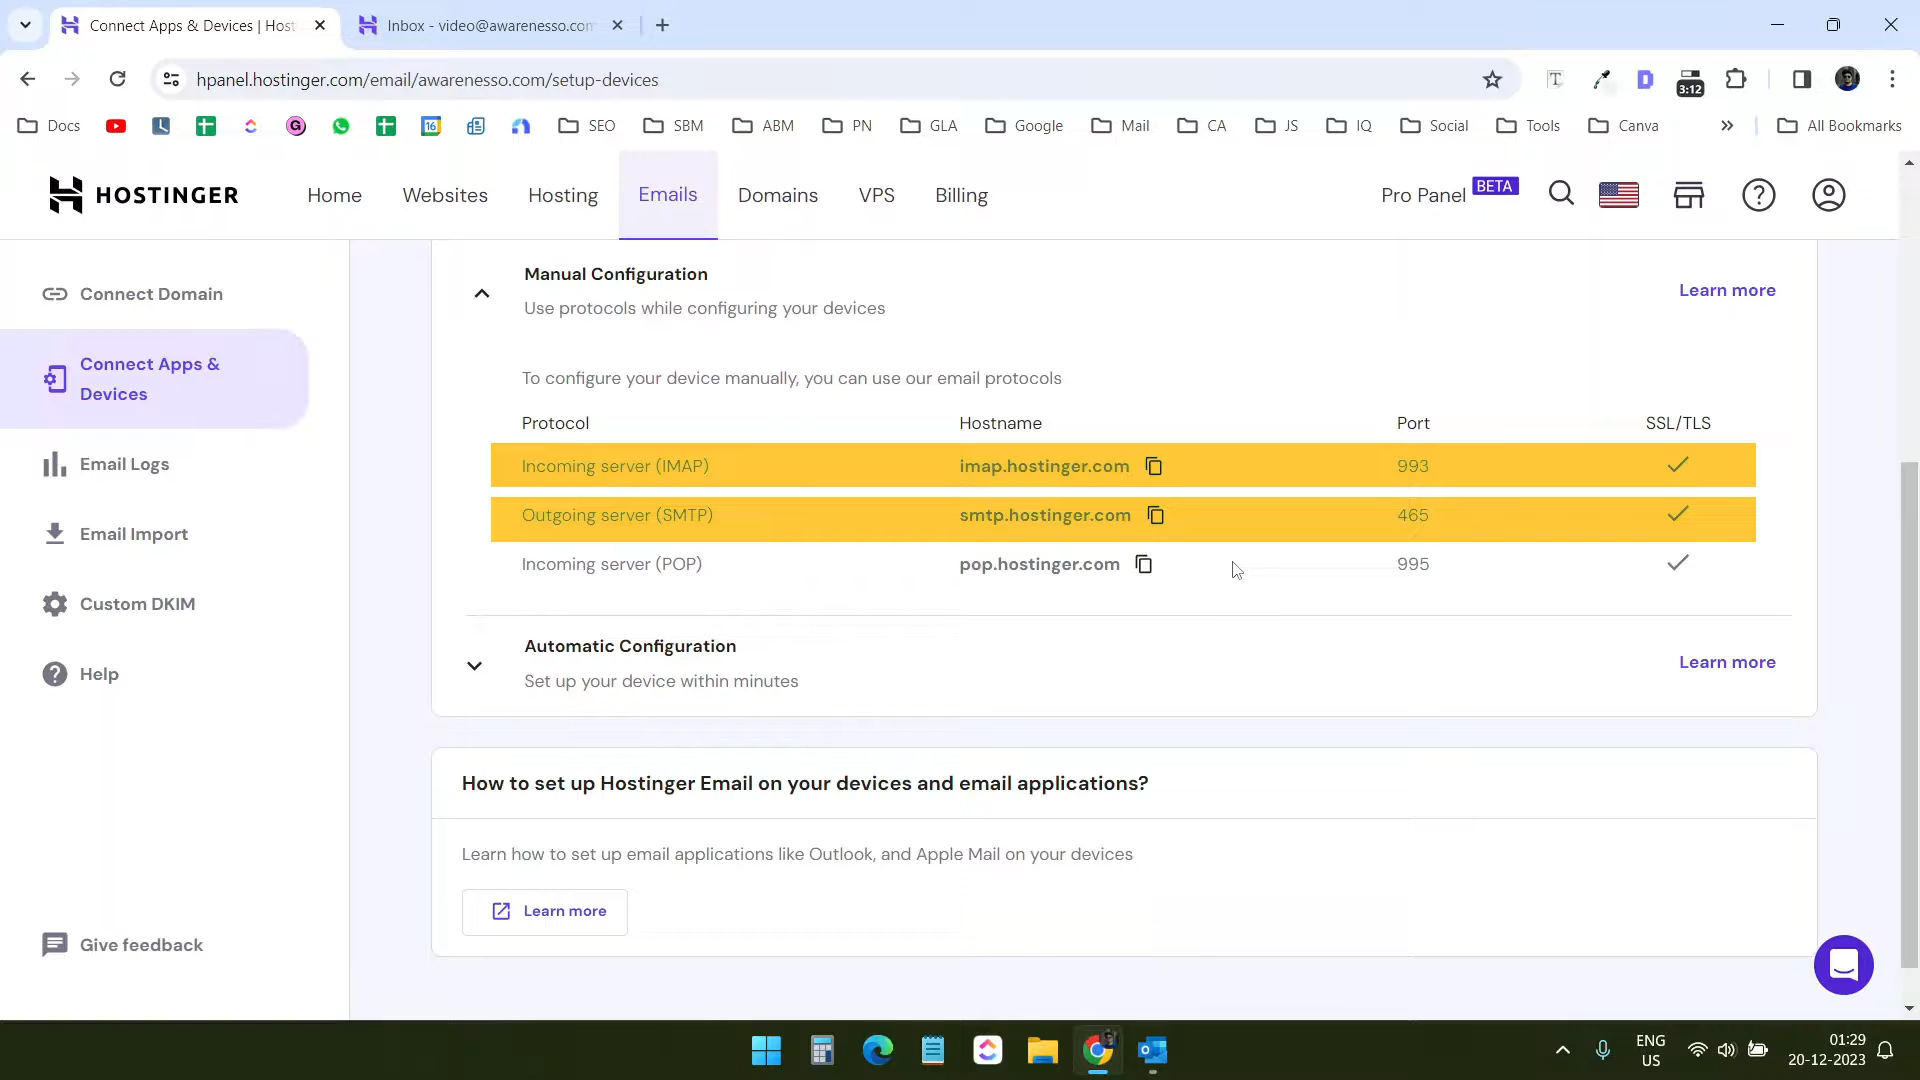 Connect Apps & Devices | Host
Inbox - video@awarenesso.com
hpanel.hostinger.com/email/awarenesso.com/setup-devices
3:12
Docs
16
SEO
SBM
ABM
PN
GLA
Google
Mail
CA
JS
IQ
Social
Tools
Canva
All Bookmarks
HOSTINGER
Home
Websites
Hosting
Emails
Domains
VPS
Billing
Pro Panel BETA
Connect Domain
Connect Apps &
Devices
Email Logs
Email Import
Custom DKIM
Help
Give feedback
Manual Configuration
Use protocols while configuring your devices
Learn more
To configure your device manually, you can use our email protocols
Protocol Hostname Port SSL/TLS
Incoming server (IMAP) imap.hostinger.com 993
Outgoing server (SMTP) smtp.hostinger.com 465
Incoming server (POP) pop.hostinger.com 995
Automatic Configuration
Set up your device within minutes
Learn more
How to set up Hostinger Email on your devices and email applications?
Learn how to set up email applications like Outlook, and Apple Mail on your devices
Learn more
ENG
US
01:29
20-12-2023